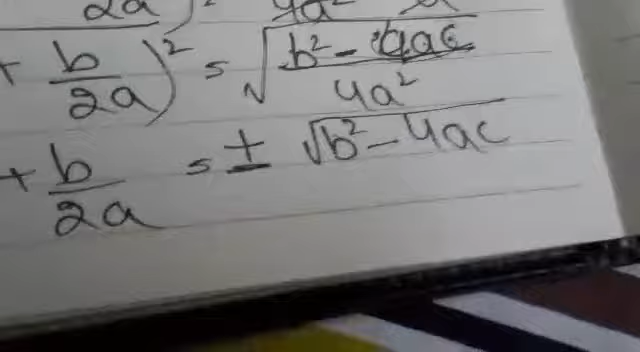 + b/2a)² = √(b² - 4ac)/4a²
+ b/2a = ± √b² - 4ac